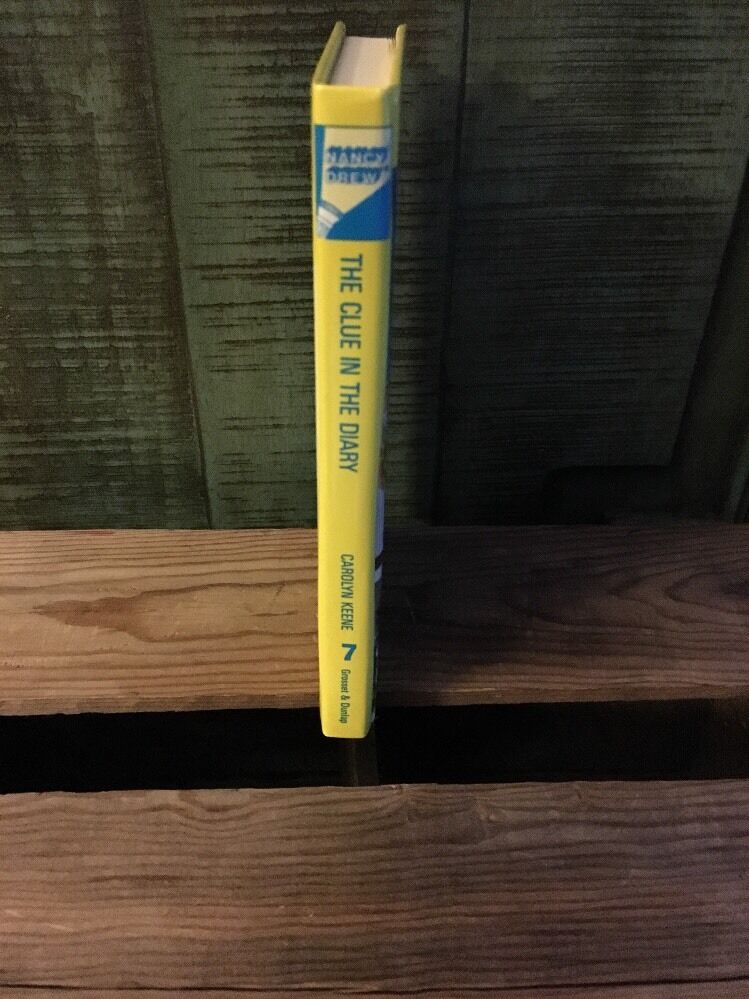 NANCY
DREW
THE CLUE IN THE DIARY
CAROLYN KEENE
7
Grosset & Dunlap